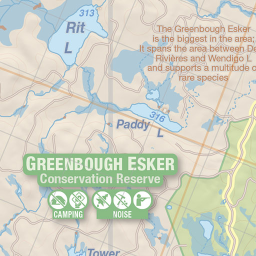 313
Rit
L
The Greenbough Esker
is the biggest in the area;
It spans the area between De
Rivières and Wendigo L
and supports a multitude o
rare species
316
Paddy
L
GREENBOUGH ESKER
Conservation Reserve
CAMPING
NOISE
Tower